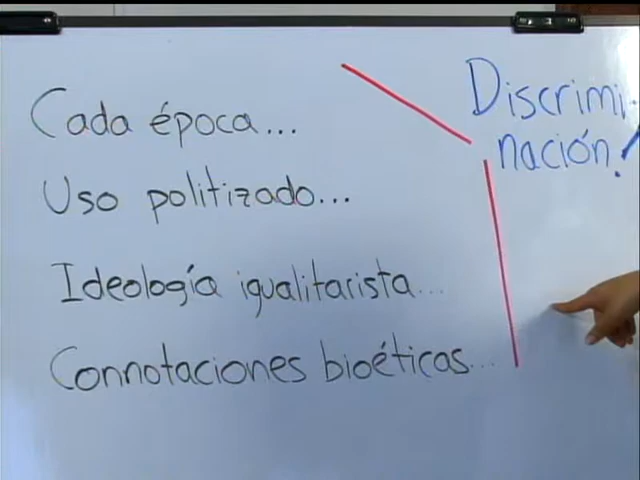 Cada época...
Uso politizado...
Ideología igualitarista...
Connotaciones bioéticas...
Discrimi-
nación!